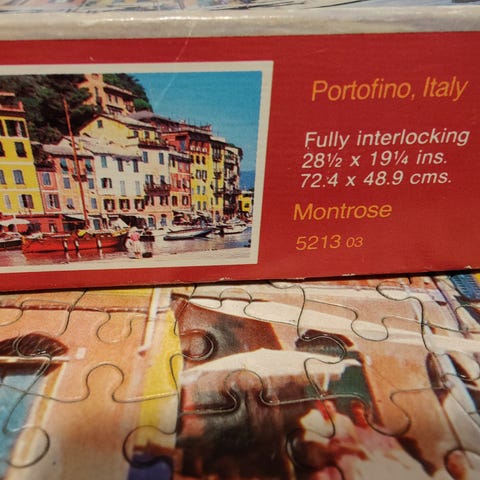 Portofino, Italy
Fully interlocking
28½ x 19¼ ins.
72.4 x 48.9 cms.
Montrose
5213 03